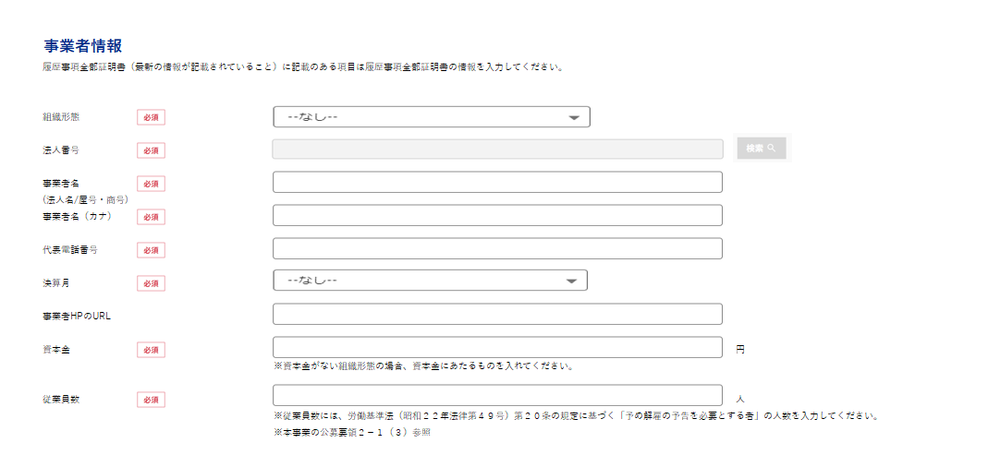 事業者情報
履歴事項全部証明書（最新の情報が記載されていること）に記載のある項目は履歴事項全部証明書の情報を入力してください。
組織形態 必須 --なし--
法人番号 必須 検索
事業者名 必須
(法人名/屋号・商号)
事業者名（カナ） 必須
代表電話番号 必須
決算月 必須 --なし--
事業者HPのURL
資本金 必須 円
※資本金がない組織形態の場合、資本金にあたるものを入れてください。
従業員数 必須 人
※従業員数には、労働基準法（昭和２２年法律第４９号）第２０条の規定に基づく「予め解雇の予告を必要とする者」の人数を入力してください。
※本事業の公募要領２－１（３）参照